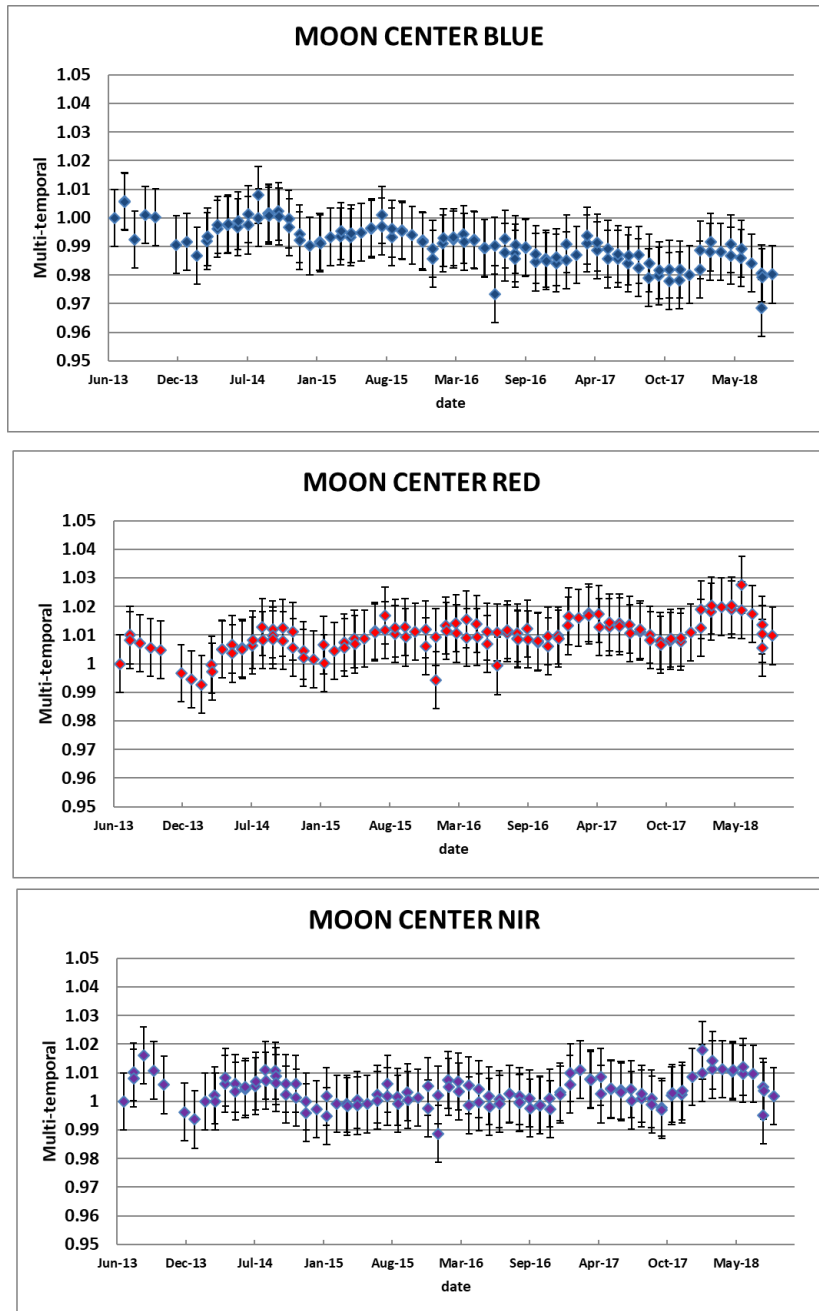 MOON CENTER BLUE
1.05
1.04
1.03
1.02
1.01
1.00
0.99
0.98
0.97
0.96
0.95
Multi-temporal
Jun-13 Dec-13 Jul-14 Jan-15 Aug-15 Mar-16 Sep-16 Apr-17 Oct-17 May-18
date
MOON CENTER RED
1.05
1.04
1.03
1.02
1.01
1
0.99
0.98
0.97
0.96
0.95
Multi-temporal
Jun-13 Dec-13 Jul-14 Jan-15 Aug-15 Mar-16 Sep-16 Apr-17 Oct-17 May-18
date
MOON CENTER NIR
1.05
1.04
1.03
1.02
1.01
1
0.99
0.98
0.97
0.96
0.95
Multi-temporal
Jun-13 Dec-13 Jul-14 Jan-15 Aug-15 Mar-16 Sep-16 Apr-17 Oct-17 May-18
date